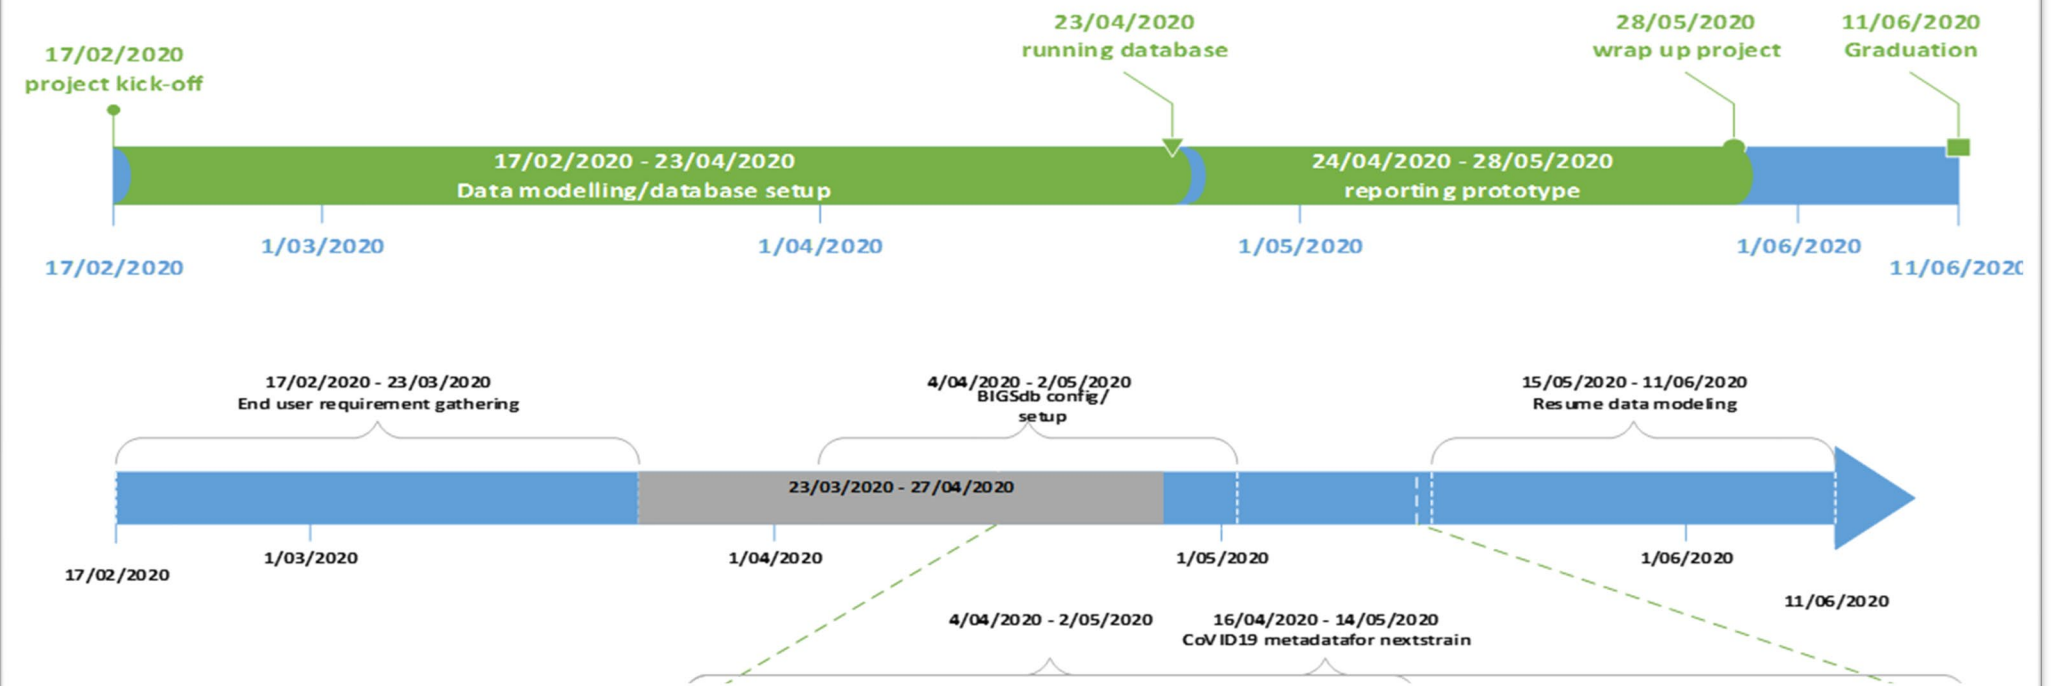 17/02/2020
project kick-off
23/04/2020
running database
28/05/2020
wrap up project
11/06/2020
Graduation
17/02/2020 - 23/04/2020
Data modelling/database setup
24/04/2020 - 28/05/2020
reporting prototype
1/03/2020
1/04/2020
1/05/2020
1/06/2020
17/02/2020
11/06/2020
17/02/2020 - 23/03/2020
End user requirement gathering
4/04/2020 - 2/05/2020
BIGSdb config/
setup
15/05/2020 - 11/06/2020
Resume data modeling
23/03/2020 - 27/04/2020
1/03/2020
1/04/2020
1/05/2020
1/06/2020
17/02/2020
11/06/2020
4/04/2020 - 2/05/2020
16/04/2020 - 14/05/2020
CoVID19 metadatafor nextstrain